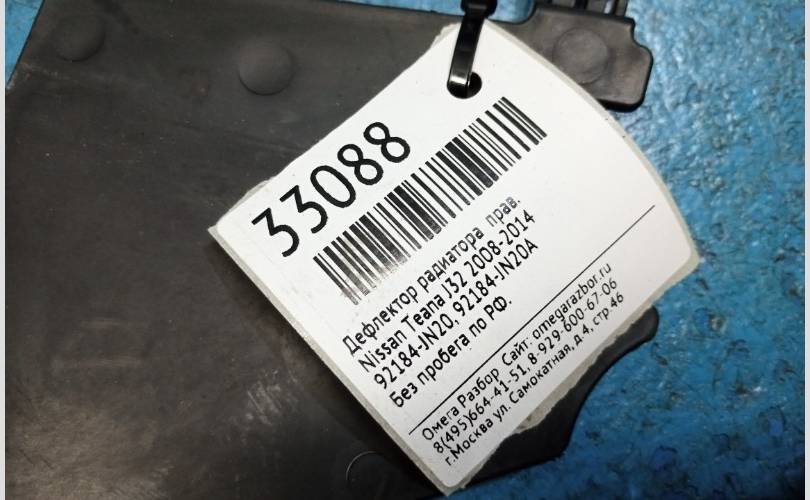 33088
Дефлектор радиатора прав.
Nissan Teana J32 2008-2014
92184-JN20, 92184-JN20A
Без пробега по РФ.
Омега Разбор Сайт: omegarazbor.ru
8(495)664-41-51,8-929-600-67-06
г.Москва ул. Самокатная, д.4, стр.46